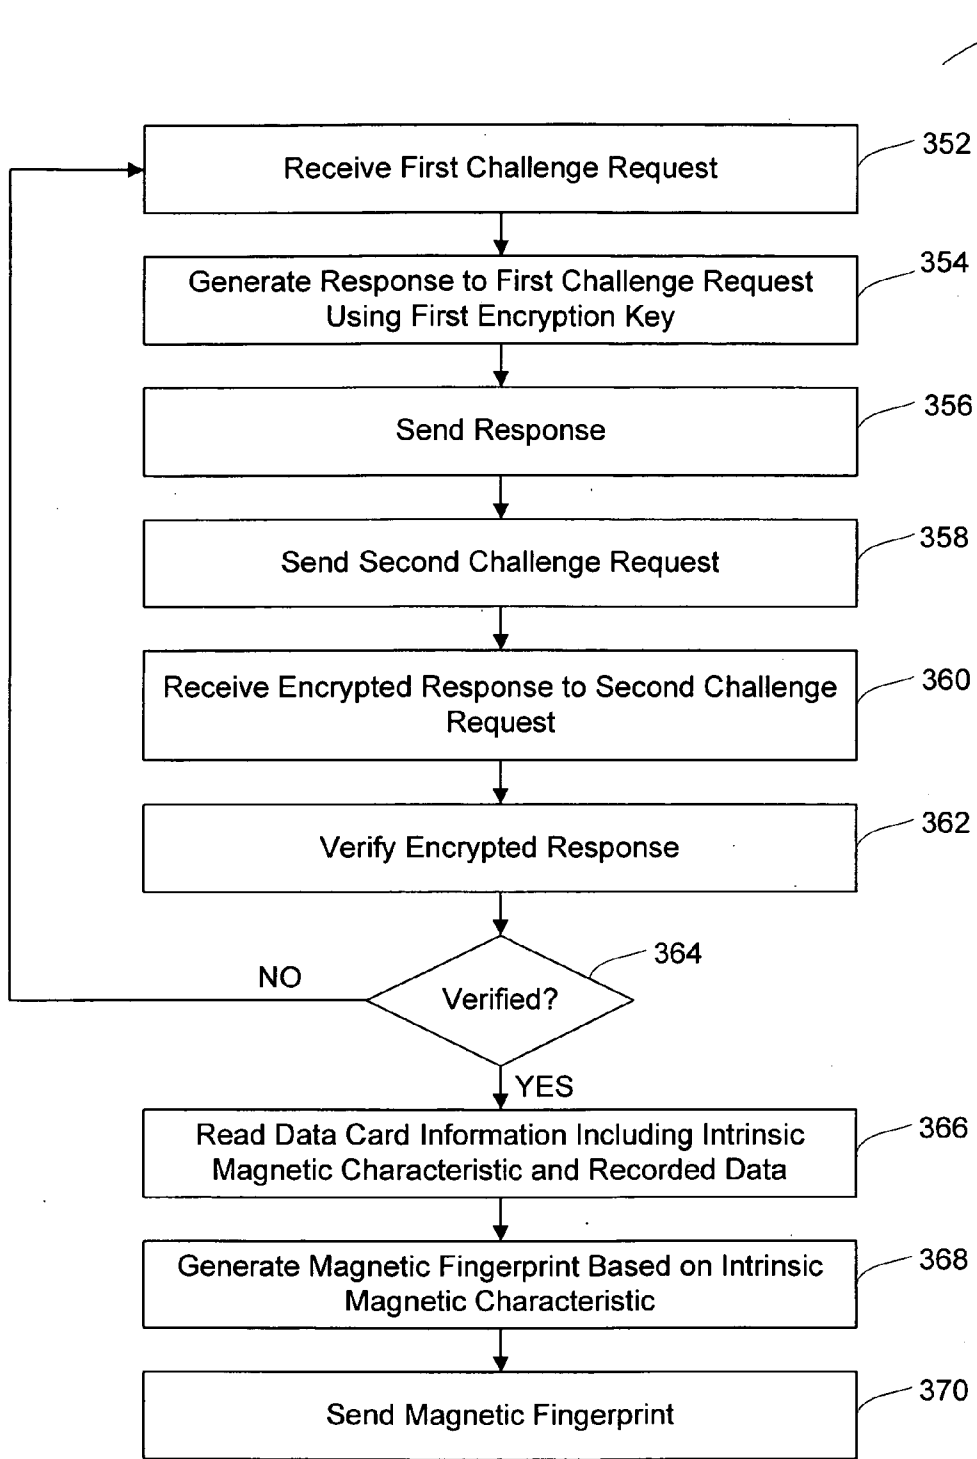 352
Receive First Challenge Request
354
Generate Response to First Challenge Request
Using First Encryption Key
356
Send Response
358
Send Second Challenge Request
360
Receive Encrypted Response to Second Challenge
Request
362
Verify Encrypted Response
364
NO
Verified?
YES
366
Read Data Card Information Including Intrinsic
Magnetic Characteristic and Recorded Data
368
Generate Magnetic Fingerprint Based on Intrinsic
Magnetic Characteristic
370
Send Magnetic Fingerprint